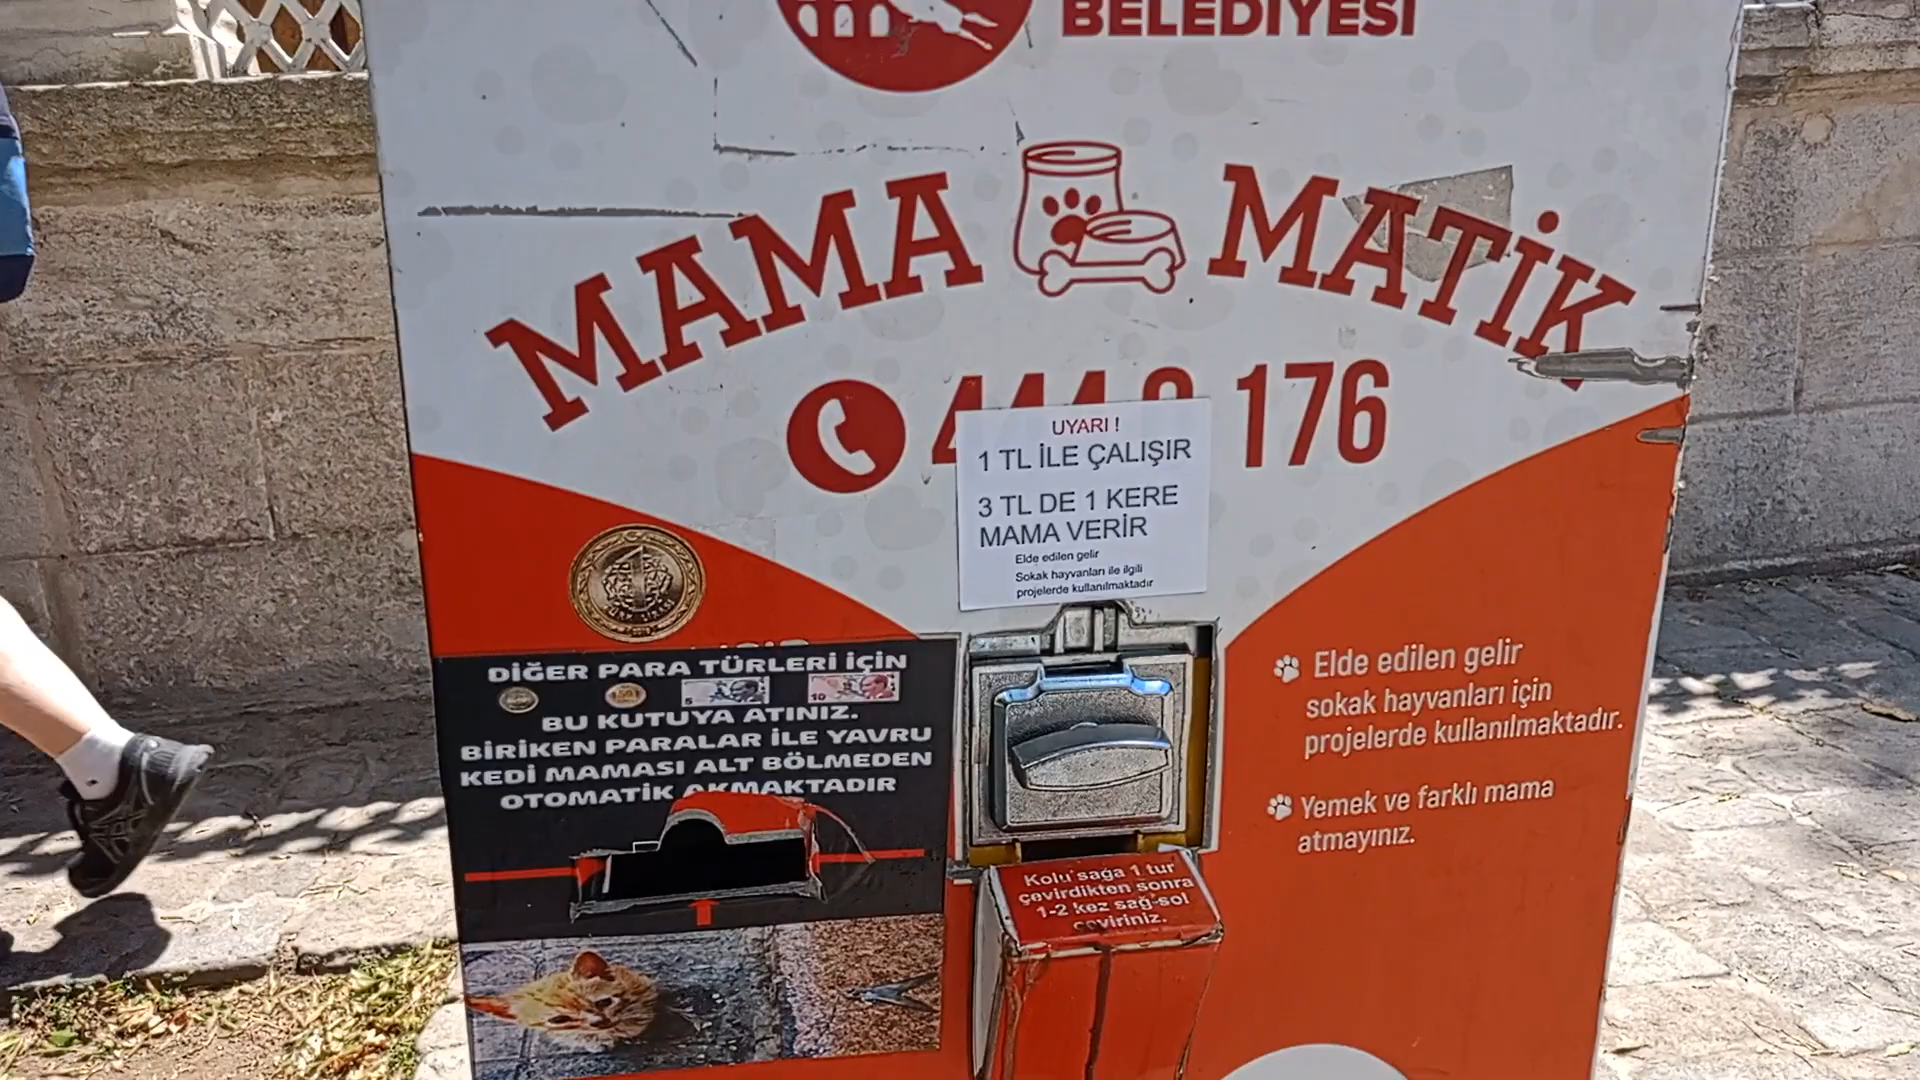 BELEDİYESİ
MAMA MATİK
176
UYARI !
1 TL İLE ÇALIŞIR
3 TL DE 1 KERE
MAMA VERİR
Elde edilen gelir
Sokak hayvanları ile ilgili
projelerde kullanılmaktadır
DİĞER PARA TÜRLERİ İÇİN
BU KUTUYA ATINIZ.
BİRİKEN PARALAR İLE YAVRU
KEDİ MAMASI ALT BÖLMEDEN
OTOMATİK AKMAKTADIR
Kolu sağa 1 tur
çevirdikten sonra
1-2 kez sağ-sol
çeviriniz.
Elde edilen gelir
sokak hayvanları için
projelerde kullanılmaktadır.
Yemek ve farklı mama
atmayınız.